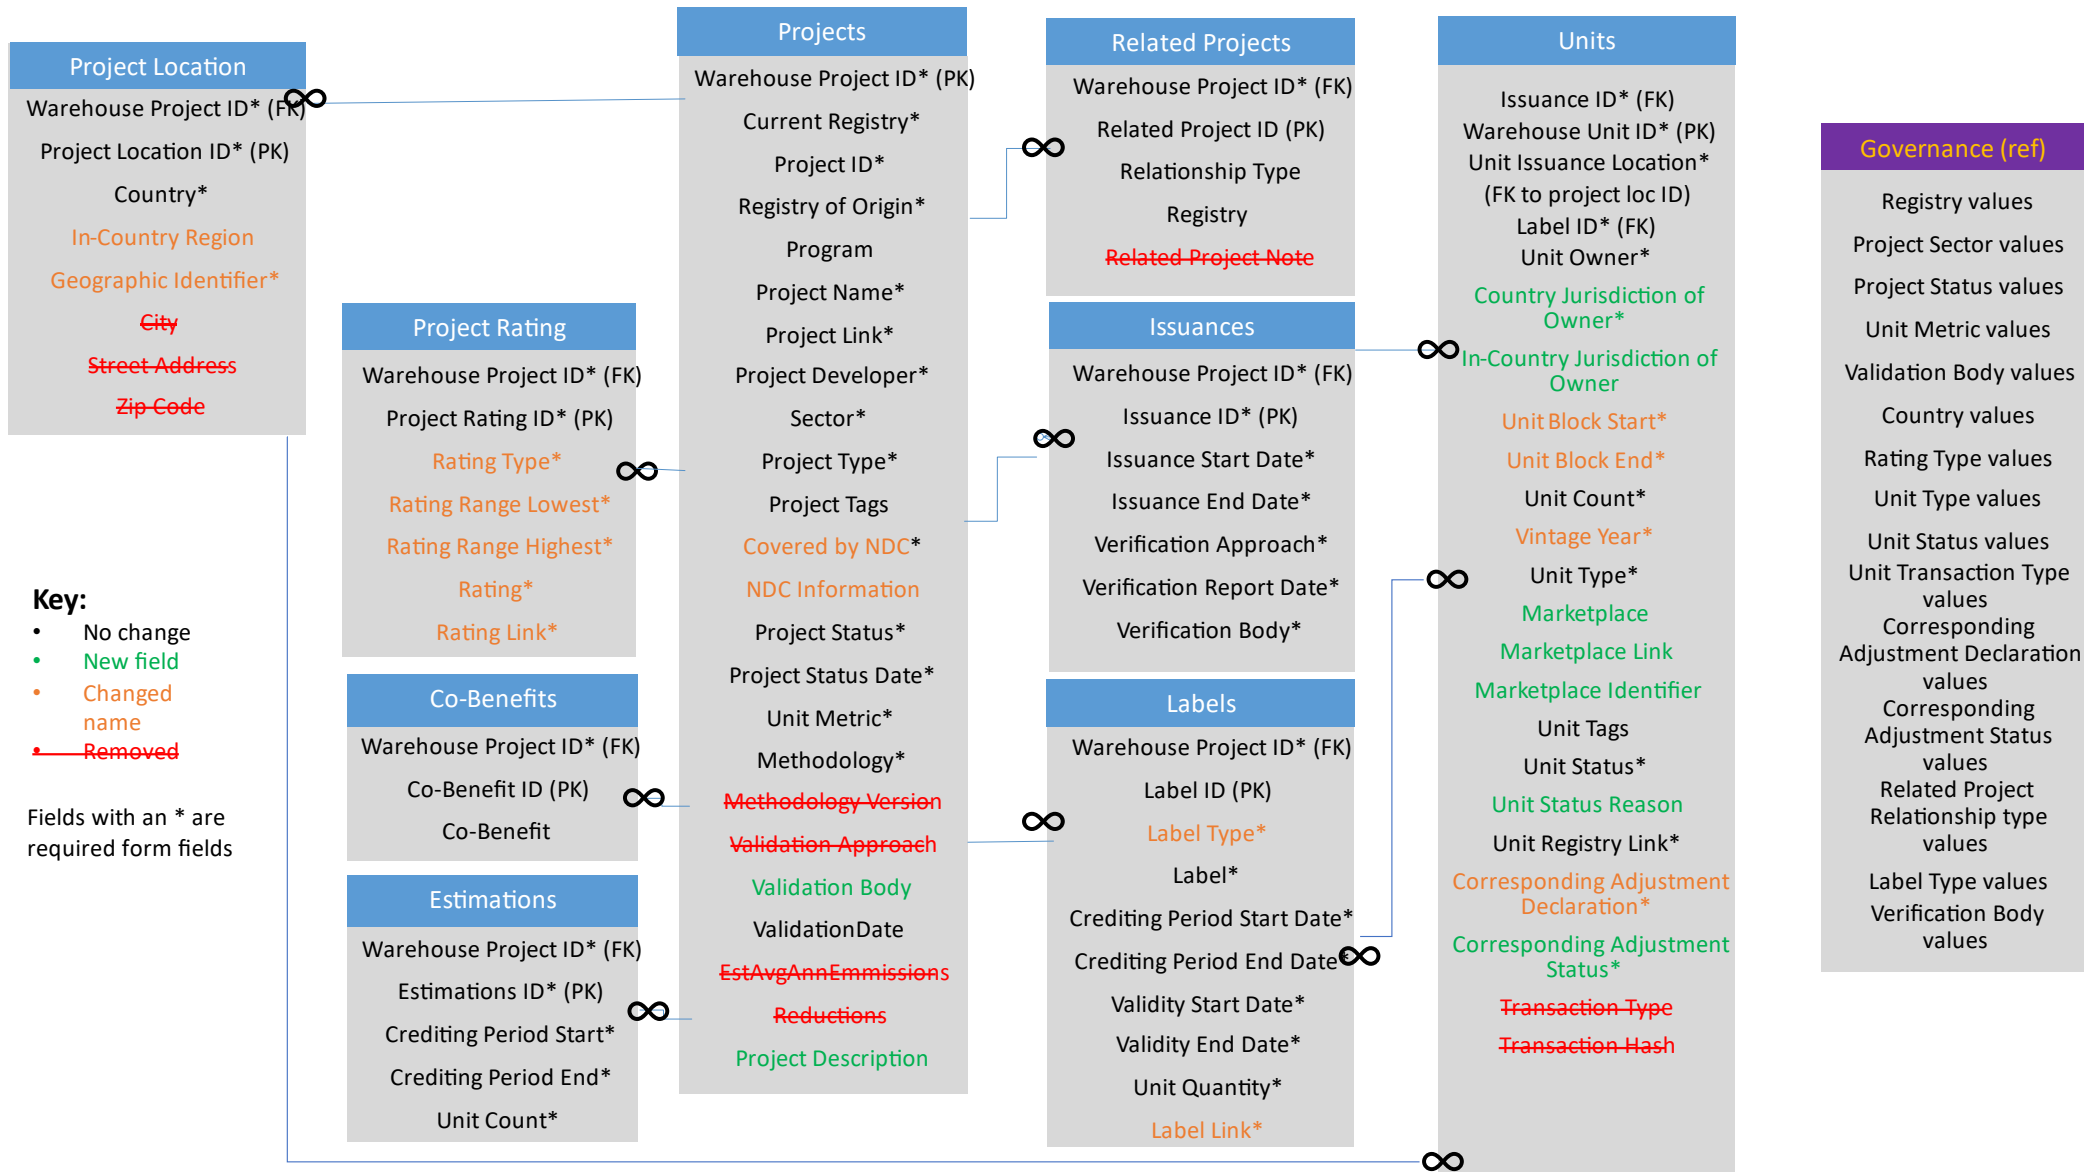 Project Location
Warehouse Project ID* (FK)
Project Location ID* (PK)
Country*
In-Country Region
Geographic Identifier*
City
Street Address
Zip Code
Key:
• No change
• New field
• Changed
name
• Removed
Fields with an * are
required form fields
Project Rating
Warehouse Project ID* (FK)
Project Rating ID* (PK)
Rating Type*
Rating Range Lowest*
Rating Range Highest*
Rating*
Rating Link*
Co-Benefits
Warehouse Project ID* (FK)
Co-Benefit ID (PK)
Co-Benefit
Estimations
Warehouse Project ID* (FK)
Estimations ID* (PK)
Crediting Period Start*
Crediting Period End*
Unit Count*
Projects
Warehouse Project ID* (PK)
Current Registry*
Project ID*
Registry of Origin*
Program
Project Name*
Project Link*
Project Developer*
Sector*
Project Type*
Project Tags
Covered by NDC*
NDC Information
Project Status*
Project Status Date*
Unit Metric*
Methodology*
Methodology Version
Validation Approach
Validation Body
ValidationDate
EstAvgAnnEmmissions
Reductions
Project Description
Related Projects
Warehouse Project ID* (FK)
Related Project ID (PK)
Relationship Type
Registry
Related Project Note
Issuances
Warehouse Project ID* (FK)
Issuance ID* (PK)
Issuance Start Date*
Issuance End Date*
Verification Approach*
Verification Report Date*
Verification Body*
Labels
Warehouse Project ID* (FK)
Label ID (PK)
Label Type*
Label*
Crediting Period Start Date*
Crediting Period End Date*
Validity Start Date*
Validity End Date*
Unit Quantity*
Label Link*
Units
Issuance ID* (FK)
Warehouse Unit ID* (PK)
Unit Issuance Location*
(FK to project loc ID)
Label ID* (FK)
Unit Owner*
Country Jurisdiction of
Owner*
In-Country Jurisdiction of
Owner
Unit Block Start*
Unit Block End*
Unit Count*
Vintage Year*
Unit Type*
Marketplace
Marketplace Link
Marketplace Identifier
Unit Tags
Unit Status*
Unit Status Reason
Unit Registry Link*
Corresponding Adjustment
Declaration*
Corresponding Adjustment
Status*
Transaction Type
Transaction Hash
Governance (ref)
Registry values
Project Sector values
Project Status values
Unit Metric values
Validation Body values
Country values
Rating Type values
Unit Type values
Unit Status values
Unit Transaction Type
values
Corresponding
Adjustment Declaration
values
Corresponding
Adjustment Status
values
Related Project
Relationship type
values
Label Type values
Verification Body
values